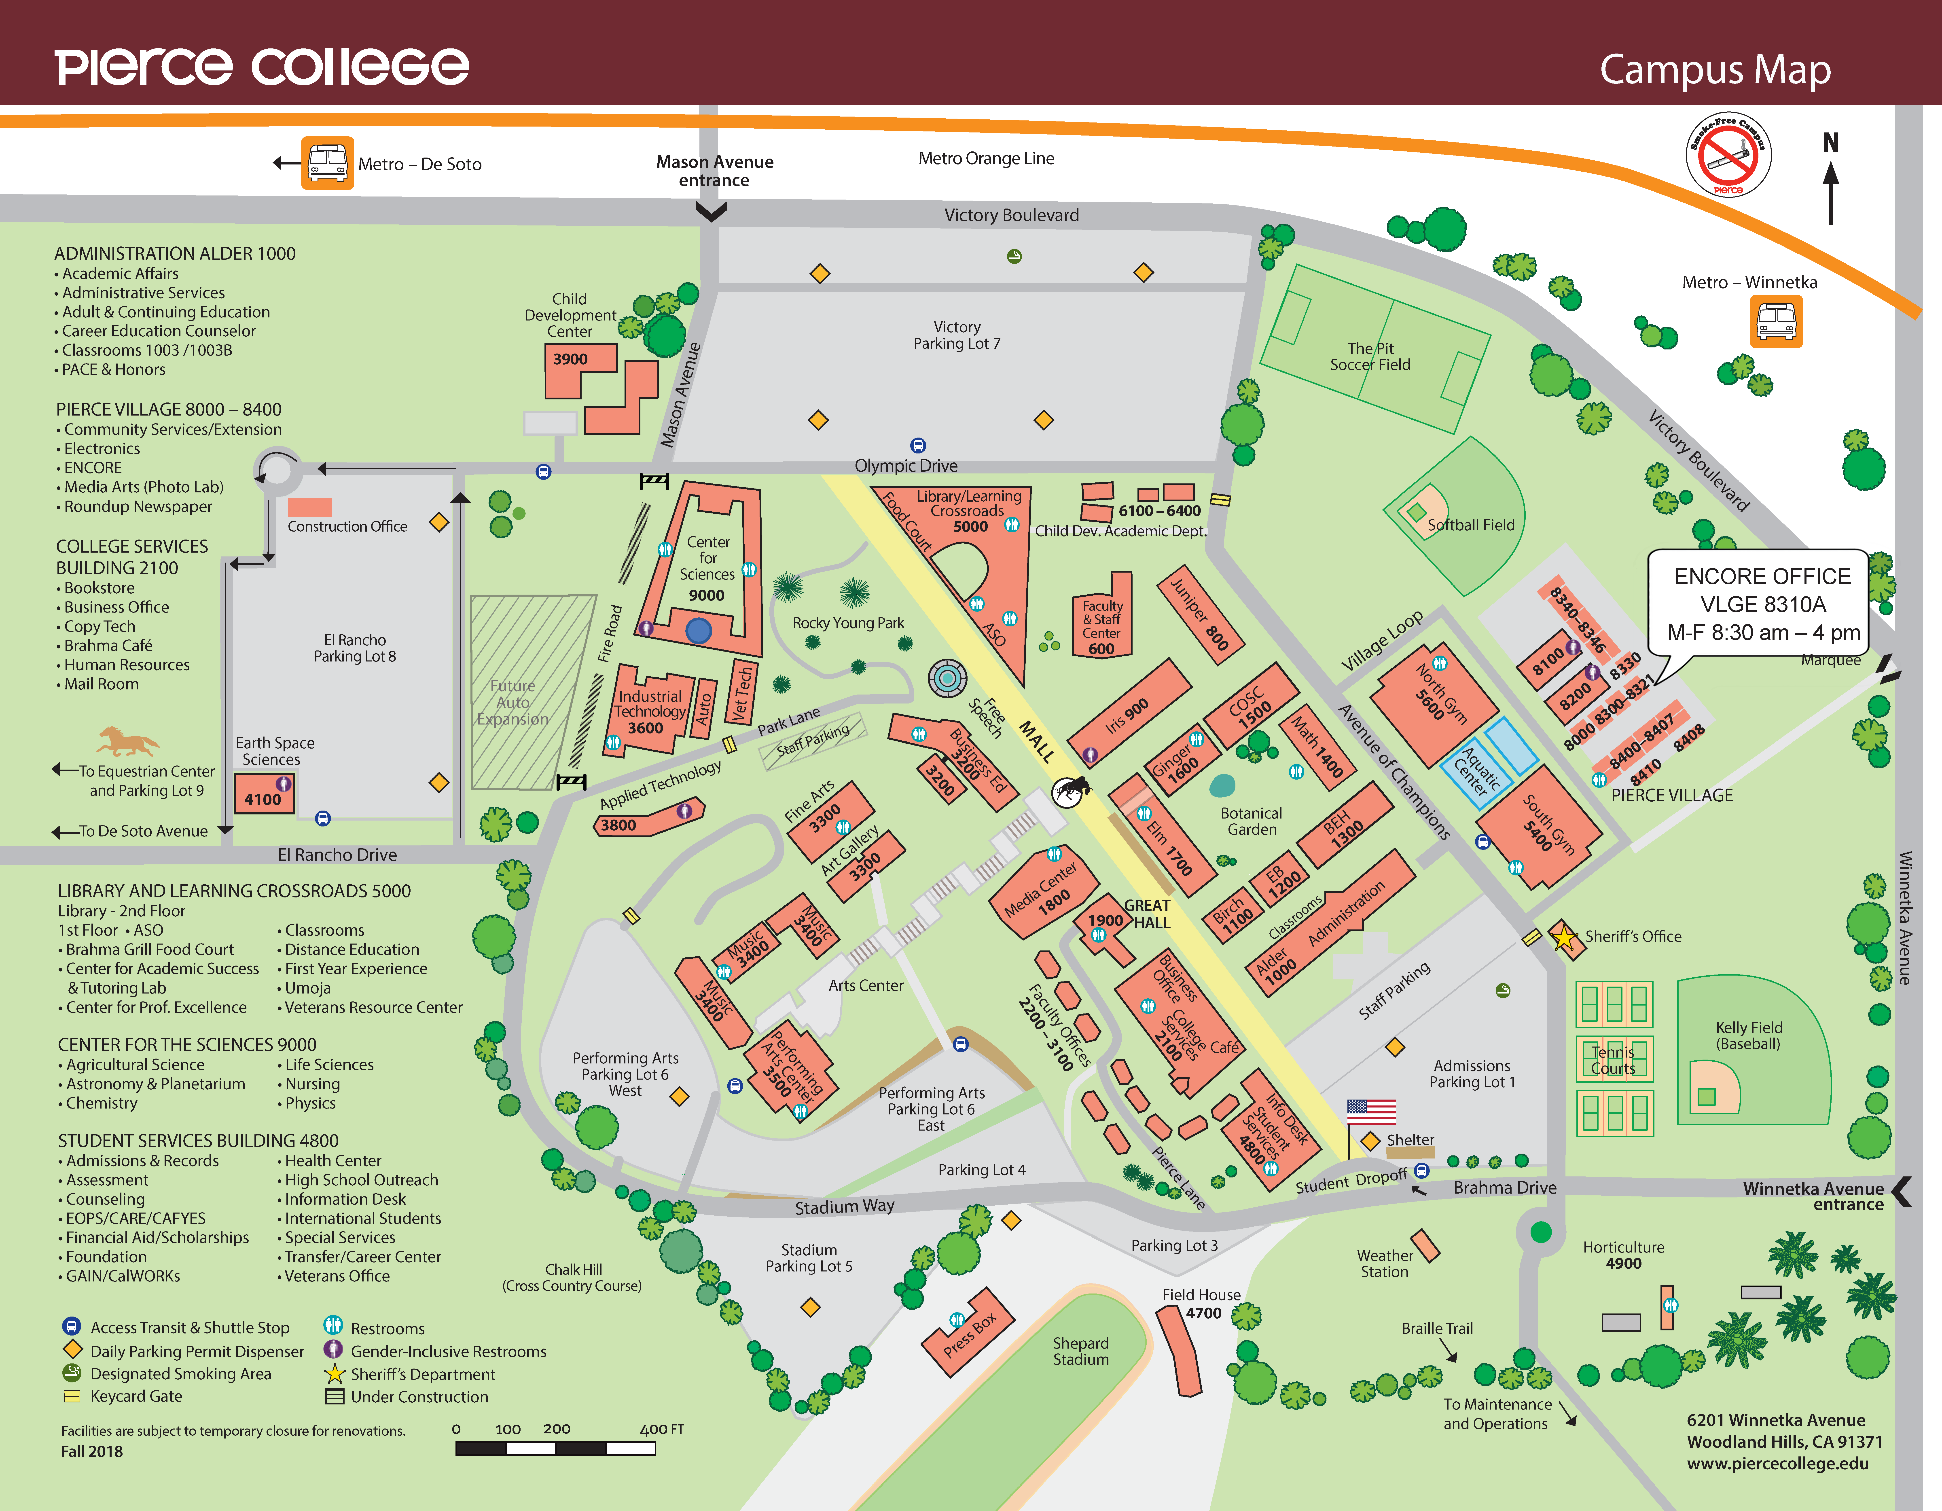 PIERCE COLLEGE
Campus Map
Smoke-Free Campus
PIERCE
N
Metro – De Soto
Mason Avenue
entrance
Metro Orange Line
Victory Boulevard
Metro – Winnetka
ADMINISTRATION ALDER 1000
• Academic Affairs
• Administrative Services
• Adult & Continuing Education
• Career Education Counselor
• Classrooms 1003 /1003B
• PACE & Honors
PIERCE VILLAGE 8000 – 8400
• Community Services/Extension
• Electronics
• ENCORE
• Media Arts (Photo Lab)
• Roundup Newspaper
COLLEGE SERVICES
BUILDING 2100
• Bookstore
• Business Office
• Copy Tech
• Brahma Café
• Human Resources
• Mail Room
Child
Development
Center
3900
Mason Avenue
Victory
Parking Lot 7
The Pit
Soccer Field
Victory Boulevard
Olympic Drive
Construction Office
El Rancho
Parking Lot 8
Future
Auto
Expansion
Fire Road
Center
for
Sciences
9000
Food Court
Library/Learning
Crossroads
5000
ASO
6100 – 6400
Child Dev. Academic Dept.
Softball Field
ENCORE OFFICE
VLGE 8310A
M-F 8:30 am – 4 pm
Marquee
Rocky Young Park
Faculty
& Staff
Center
600
Juniper 800
Village Loop
8340–8346
8100
8200
8330
8300–8321
8000
8400–8407
8408
8410
PIERCE VILLAGE
North Gym
5600
Aquatic
Center
South Gym
5400
Industrial
Technology
3600
Auto
Vet Tech
Park Lane
Staff Parking
Applied Technology
3800
Free
Speech
MALL
Business Ed
3200
3200
Iris 900
COSC
1500
Math 1400
Ginger
1600
Avenue of Champions
Botanical
Garden
BEH
1300
Elm 1700
EB
1200
Birch
1100
Classrooms
Administration
Alder
1000
Earth Space
Sciences
4100
To Equestrian Center
and Parking Lot 9
To De Soto Avenue
El Rancho Drive
Fine Arts
3300
Art Gallery
3300
Music
3400
Music
3400
Music
3400
Arts Center
Media Center
1800
GREAT
HALL
1900
Performing
Arts Center
3500
Faculty Offices
2200 – 3100
Business
Office
College
Services
2100
Café
Sheriff's Office
Staff Parking
Winnetka Avenue
LIBRARY AND LEARNING CROSSROADS 5000
Library - 2nd Floor
1st Floor • ASO
• Brahma Grill Food Court
• Center for Academic Success
& Tutoring Lab
• Center for Prof. Excellence
• Classrooms
• Distance Education
• First Year Experience
• Umoja
• Veterans Resource Center
CENTER FOR THE SCIENCES 9000
• Agricultural Science
• Astronomy & Planetarium
• Chemistry
• Life Sciences
• Nursing
• Physics
STUDENT SERVICES BUILDING 4800
• Admissions & Records
• Assessment
• Counseling
• EOPS/CARE/CAFYES
• Financial Aid/Scholarships
• Foundation
• GAIN/CalWORKs
• Health Center
• High School Outreach
• Information Desk
• International Students
• Special Services
• Transfer/Career Center
• Veterans Office
Performing Arts
Parking Lot 6
West
Performing Arts
Parking Lot 6
East
Parking Lot 4
Stadium Way
Info Desk
Student
Services
4800
Pierce Lane
Admissions
Parking Lot 1
Tennis
Courts
Kelly Field
(Baseball)
Shelter
Student Dropoff
Brahma Drive
Winnetka Avenue
entrance
Stadium
Parking Lot 5
Parking Lot 3
Chalk Hill
(Cross Country Course)
Weather
Station
Horticulture
4900
Field House
4700
Press Box
Shepard
Stadium
Braille Trail
To Maintenance
and Operations
Access Transit & Shuttle Stop
Daily Parking Permit Dispenser
Designated Smoking Area
Keycard Gate
Restrooms
Gender-Inclusive Restrooms
Sheriff's Department
Under Construction
Facilities are subject to temporary closure for renovations.
Fall 2018
0 100 200 400 FT
6201 Winnetka Avenue
Woodland Hills, CA 91371
www.piercecollege.edu